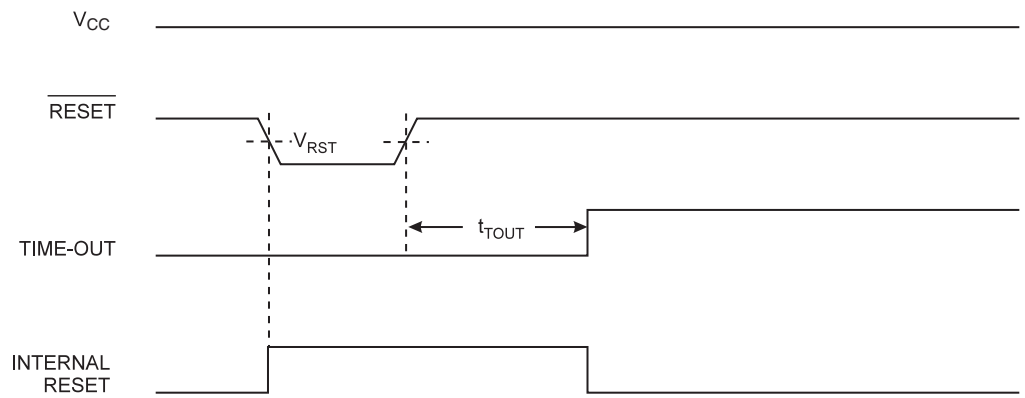 VCC
RESET
VRST
tTOUT
TIME-OUT
INTERNAL
RESET